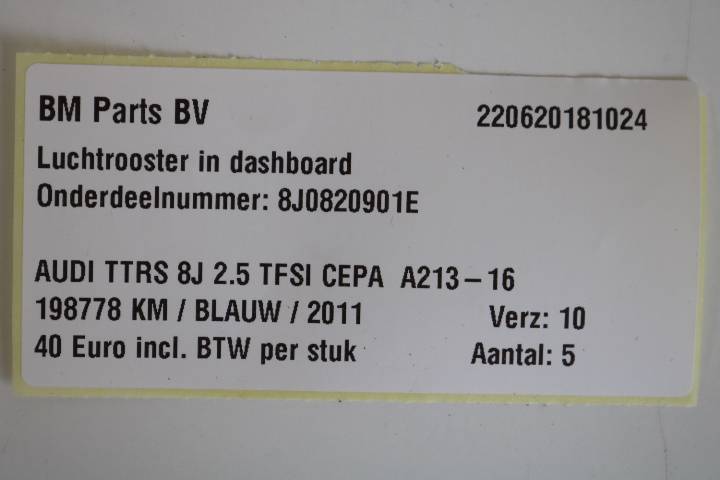 BM Parts BV 220620181024
Luchtrooster in dashboard
Onderdeelnummer: 8J0820901E
AUDI TTRS 8J 2.5 TFSI CEPA A213-16
198778 KM / BLAUW / 2011 Verz: 10
40 Euro incl. BTW per stuk Aantal: 5